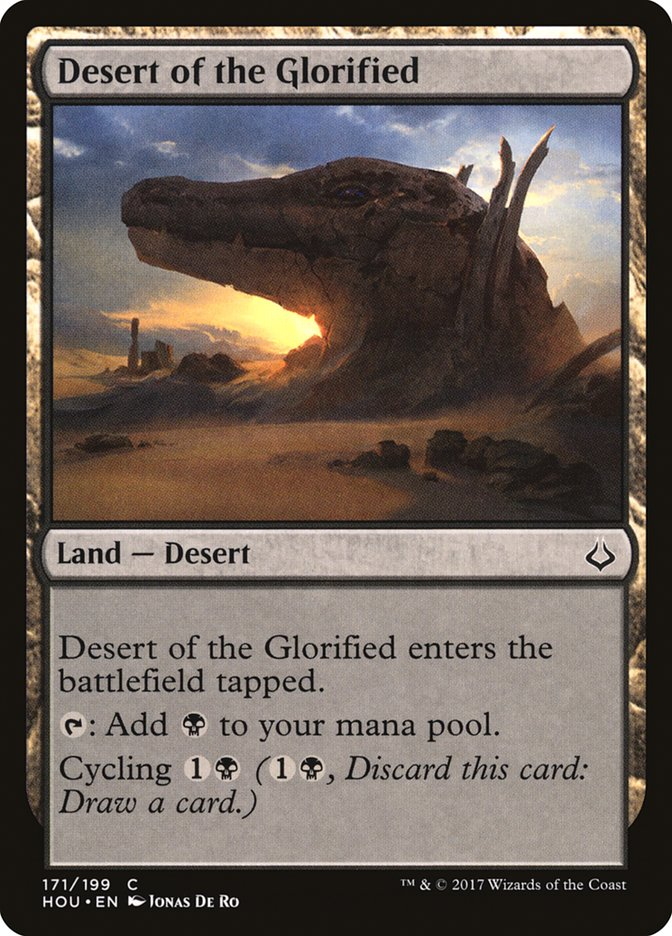 Desert of the Glorified
Land — Desert
Desert of the Glorified enters the
battlefield tapped.
: Add to your mana pool.
Cycling 1 (1, Discard this card:
Draw a card.)
171/199 C
HOU • EN Jonas De Ro
™ & © 2017 Wizards of the Coast